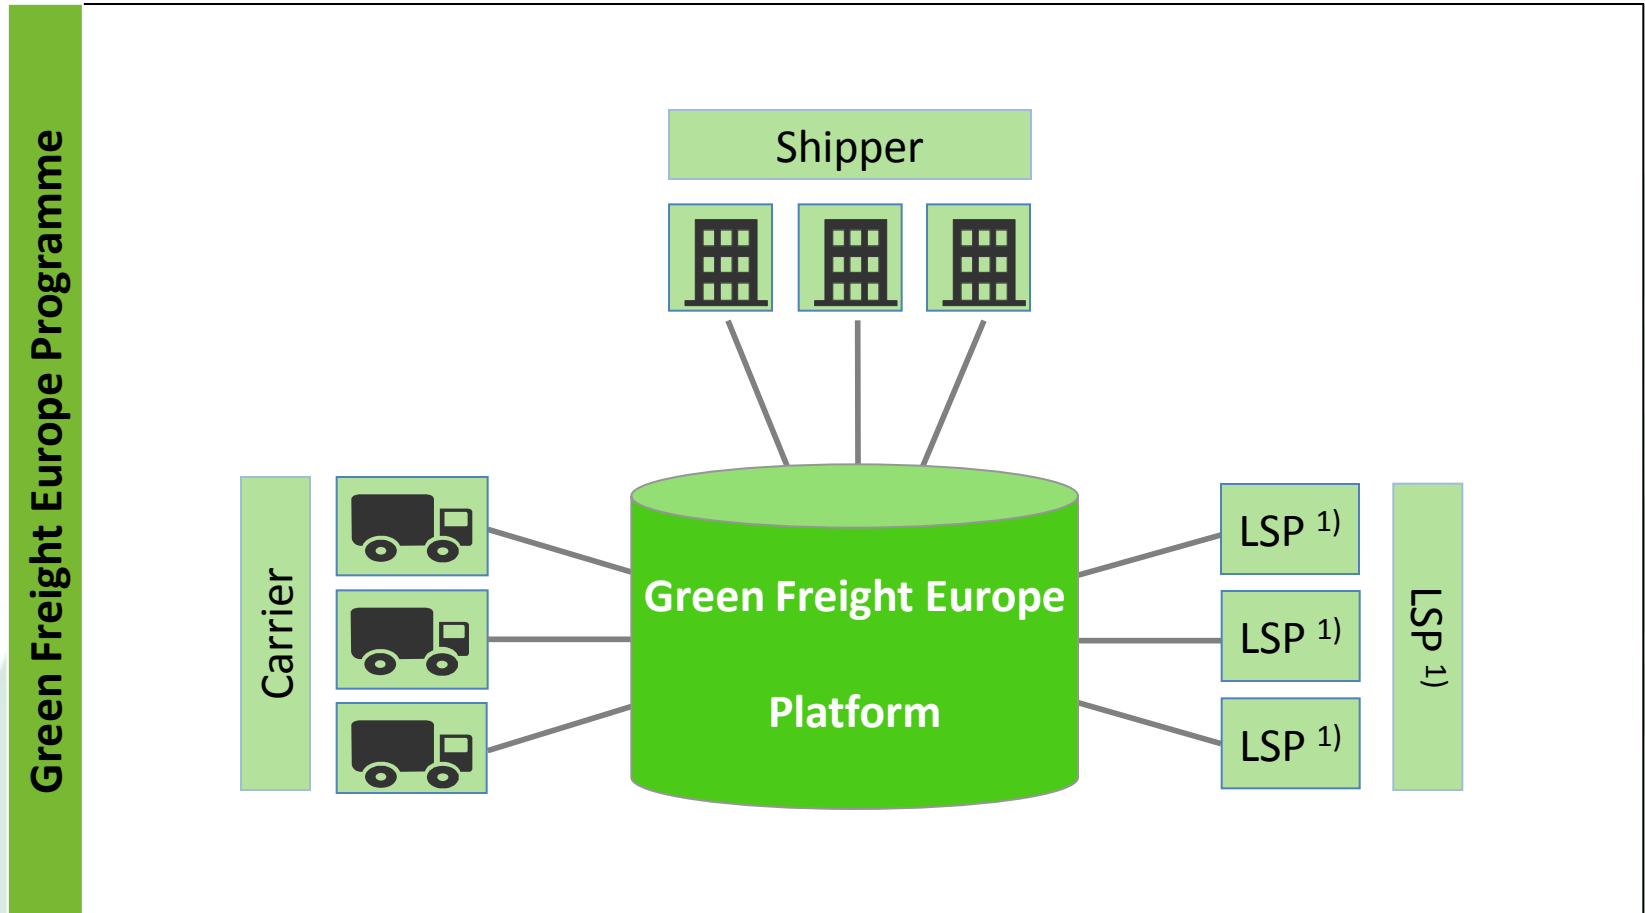 Green Freight Europe Programme
Shipper
Carrier
Green Freight Europe
Platform
LSP 1)
LSP 1)
LSP 1)
LSP 1)